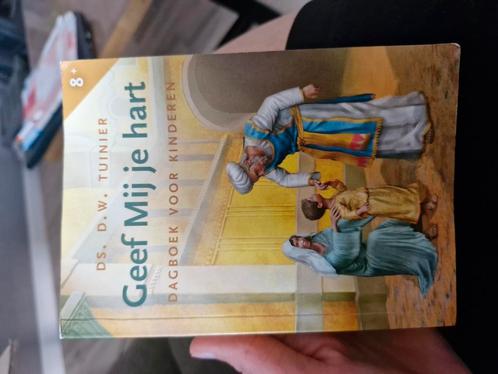 8+
DS. D.W. TUINIER
Geef Mij je hart
DAGBOEK VOOR KINDEREN